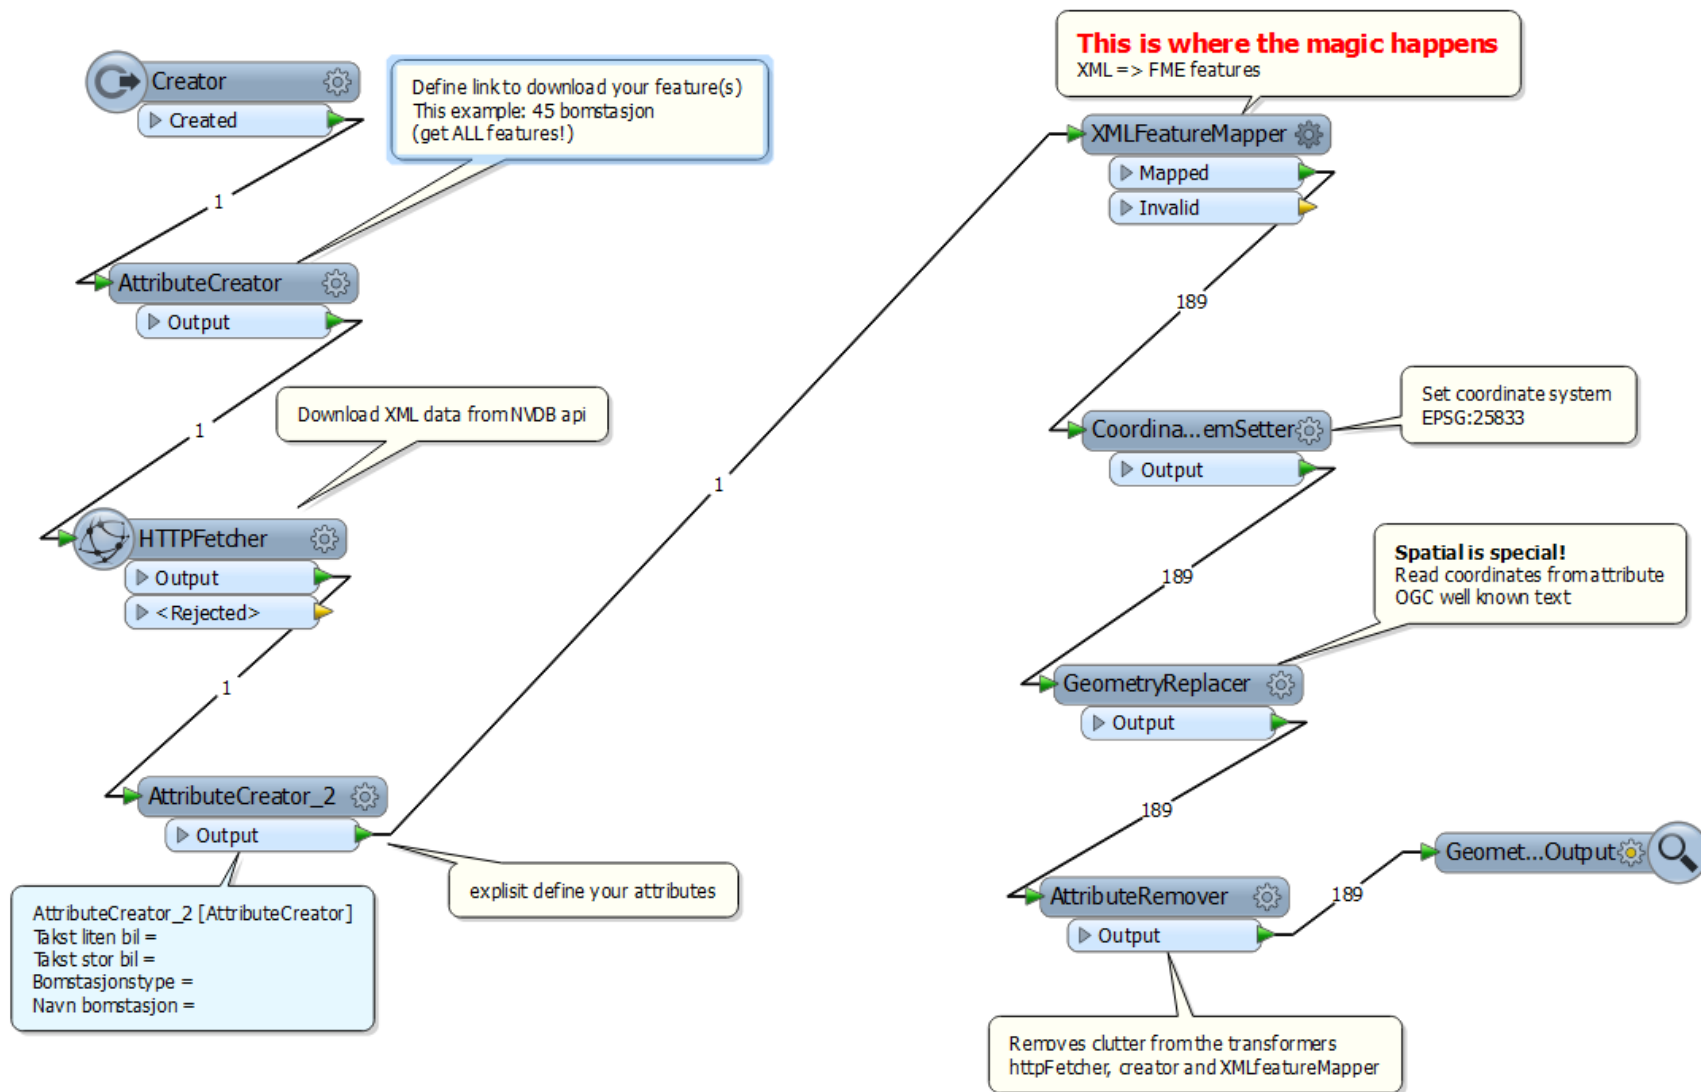 Creator
Created
Define link to download your feature(s)
This example: 45 bomstasjon
(get ALL features!)
1
AttributeCreator
Output
1
Download XML data from NVDB api
HTTPFetcher
Output
<Rejected>
1
AttributeCreator_2
Output
explisit define your attributes
AttributeCreator_2 [AttributeCreator]
Takst liten bil =
Takst stor bil =
Bomstasjonstype =
Navn bomstasjon =
1
This is where the magic happens
XML => FME features
XMLFeatureMapper
Mapped
Invalid
189
Set coordinate system
EPSG:25833
Coordina...emSetter
Output
189
Spatial is special!
Read coordinates from attribute
OGC well known text
GeometryReplacer
Output
189
AttributeRemover
Output
189
Geomet...Output
Removes clutter from the transformers
httpFetcher, creator and XMLfeatureMapper